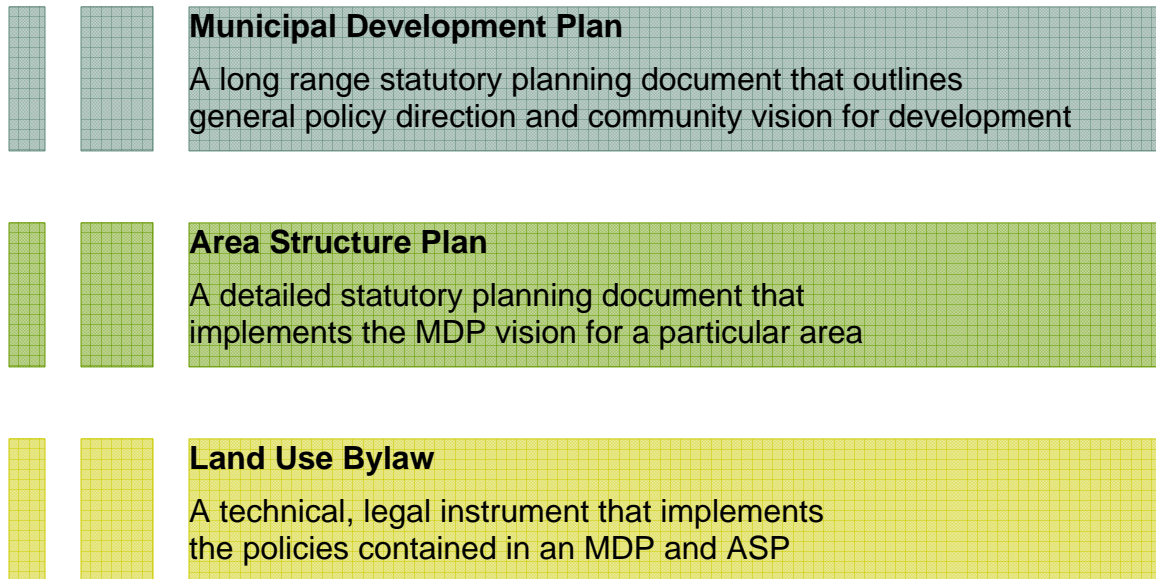 Municipal Development Plan
A long range statutory planning document that outlines
general policy direction and community vision for development
Area Structure Plan
A detailed statutory planning document that
implements the MDP vision for a particular area
Land Use Bylaw
A technical, legal instrument that implements
the policies contained in an MDP and ASP